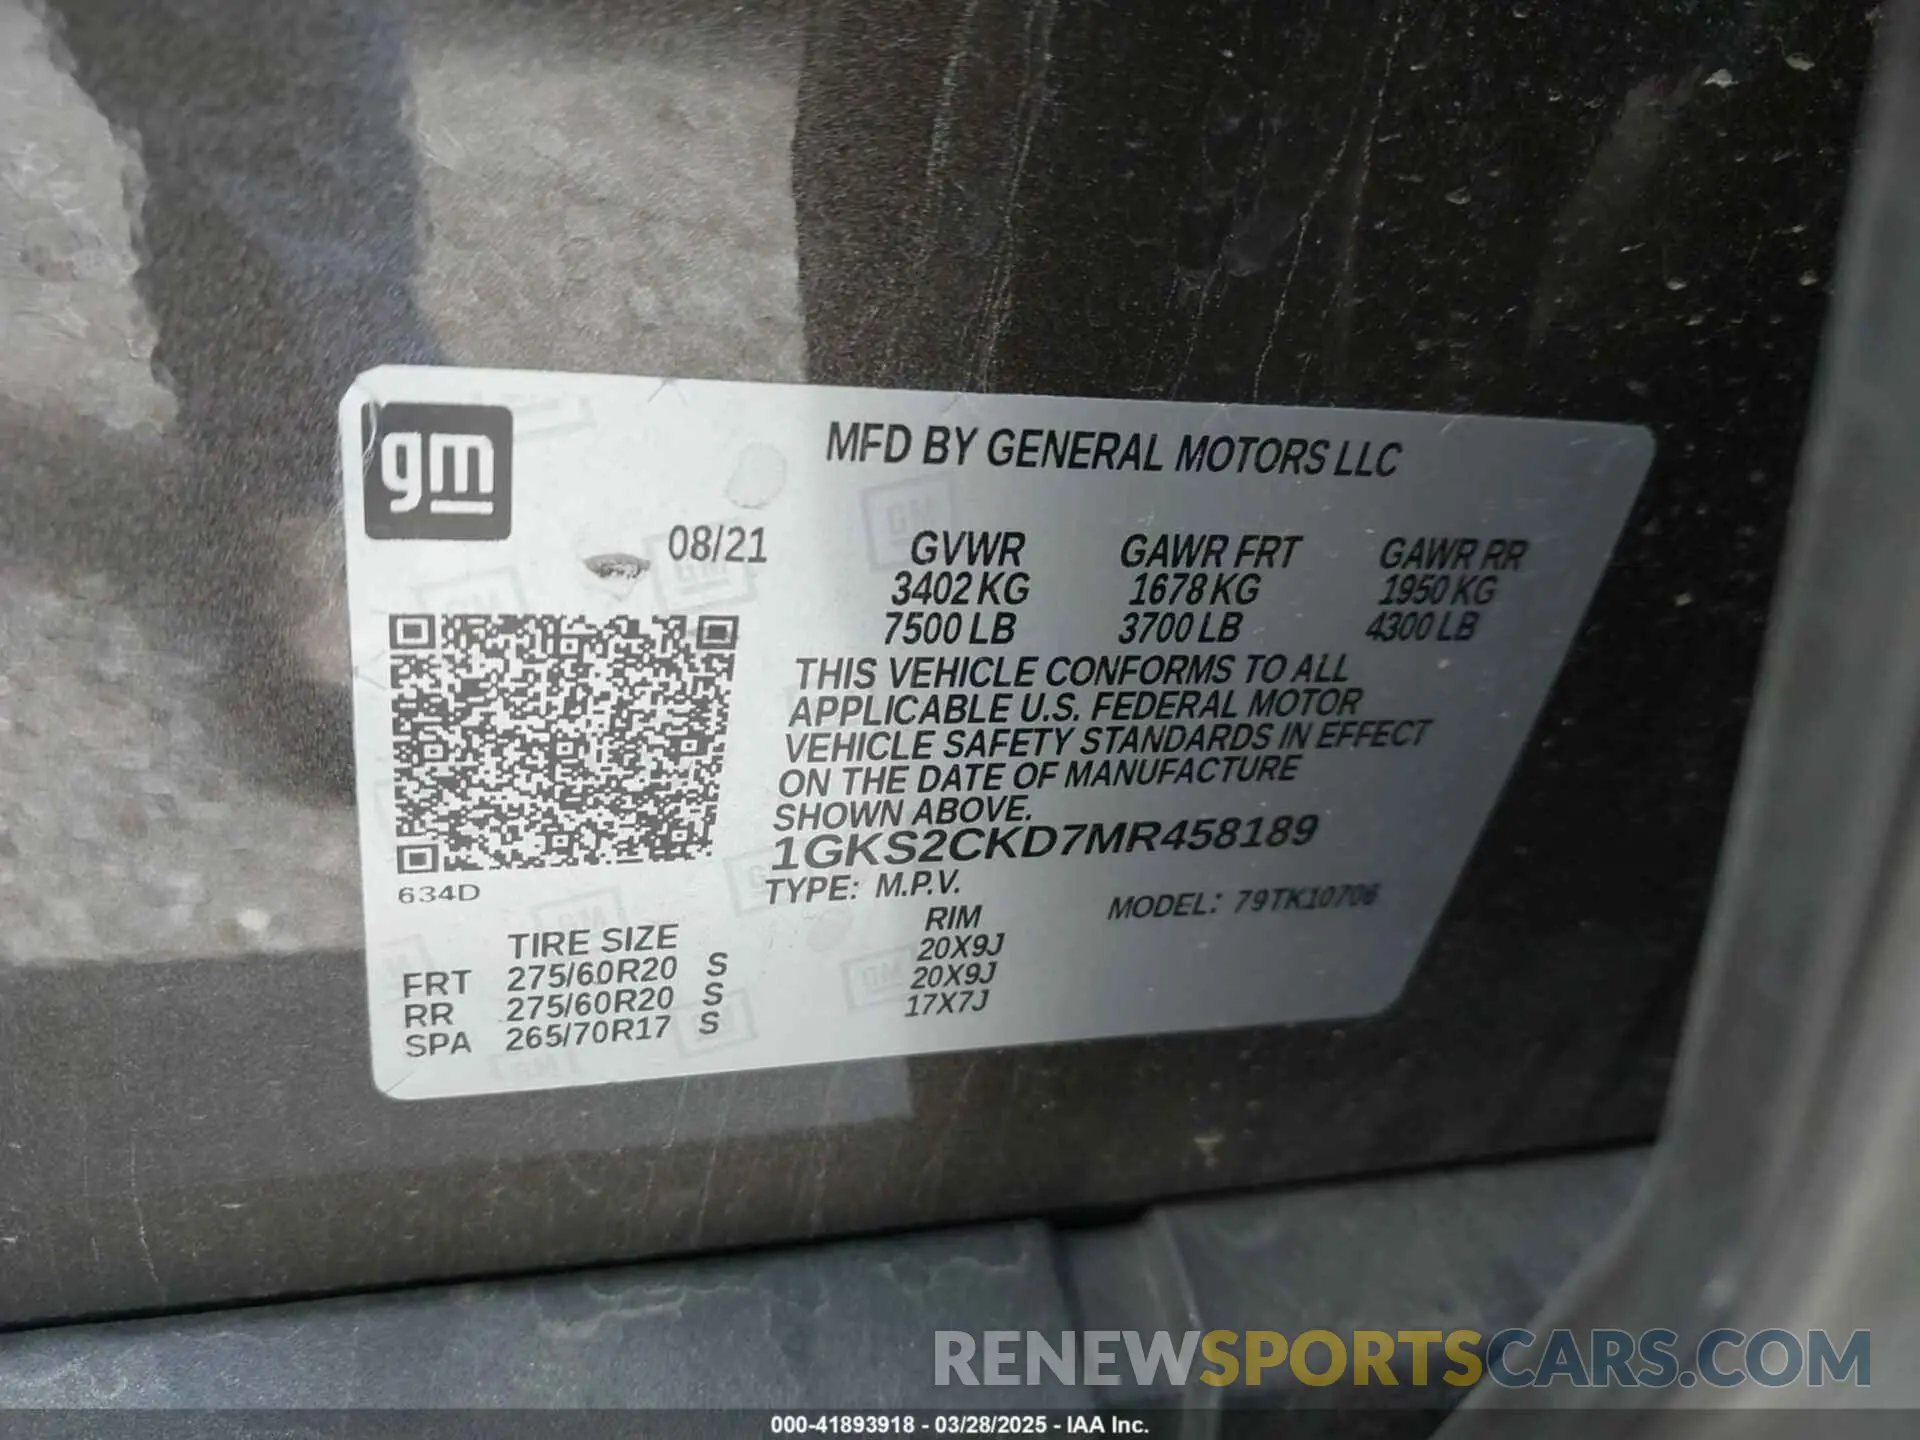 gm
MFD BY GENERAL MOTORS LLC
08/21
GVWR GAWR FRT GAWR RR
3402 KG 1678 KG 1950 KG
7500 LB 3700 LB 4300 LB
THIS VEHICLE CONFORMS TO ALL
APPLICABLE U.S. FEDERAL MOTOR
VEHICLE SAFETY STANDARDS IN EFFECT
ON THE DATE OF MANUFACTURE
SHOWN ABOVE.
1GKS2CKD7MR458189
TYPE: M.P.V. MODEL: 79TK10706
634D
TIRE SIZE RIM
FRT 275/60R20 S 20X9J
RR 275/60R20 S 20X9J
SPA 265/70R17 S 17X7J
RENEWSPORTSCARS.COM
000-41893918 - 03/28/2025 - IAA Inc.